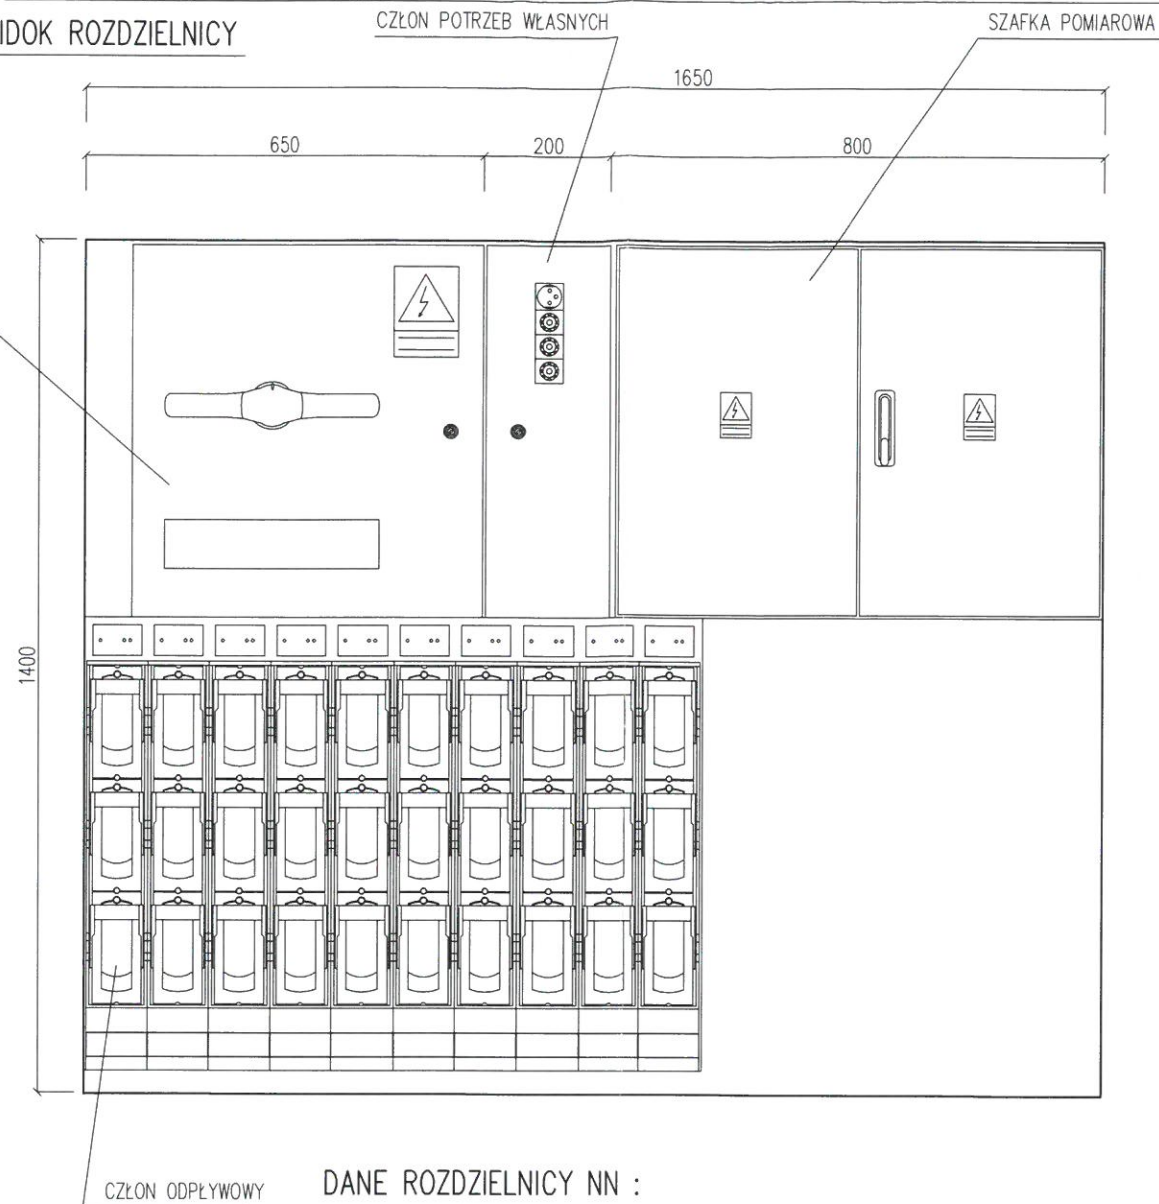 IDOK ROZDZIELNICY
CZŁON POTRZEB WŁASNYCH
SZAFKA POMIAROWA
1650
650
200
800
1400
CZŁON ODPŁYWOWY
DANE ROZDZIELNICY NN :